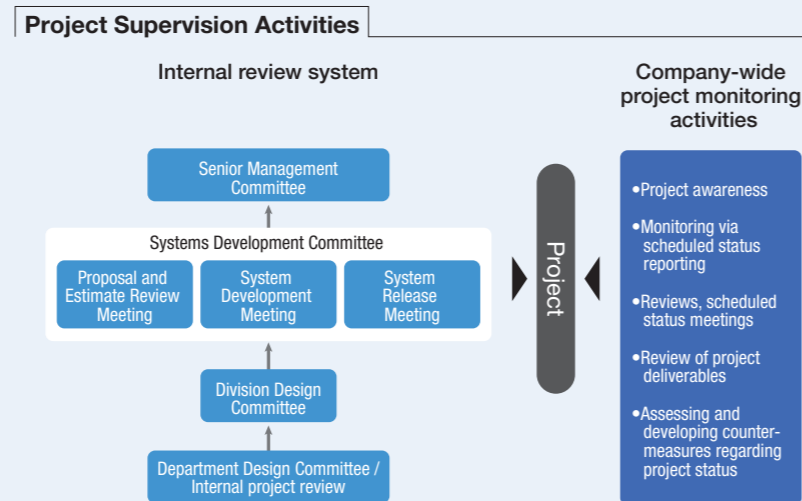 Project Supervision Activities
Internal review system
Senior Management
Committee
Systems Development Committee
Proposal and
Estimate Review
Meeting
System
Development
Meeting
System
Release
Meeting
Division Design
Committee
Department Design Committee /
Internal project review
Project
Company-wide
project monitoring
activities
•Project awareness
•Monitoring via
scheduled status
reporting
•Reviews, scheduled
status meetings
•Review of project
deliverables
•Assessing and
developing counter-
measures regarding
project status